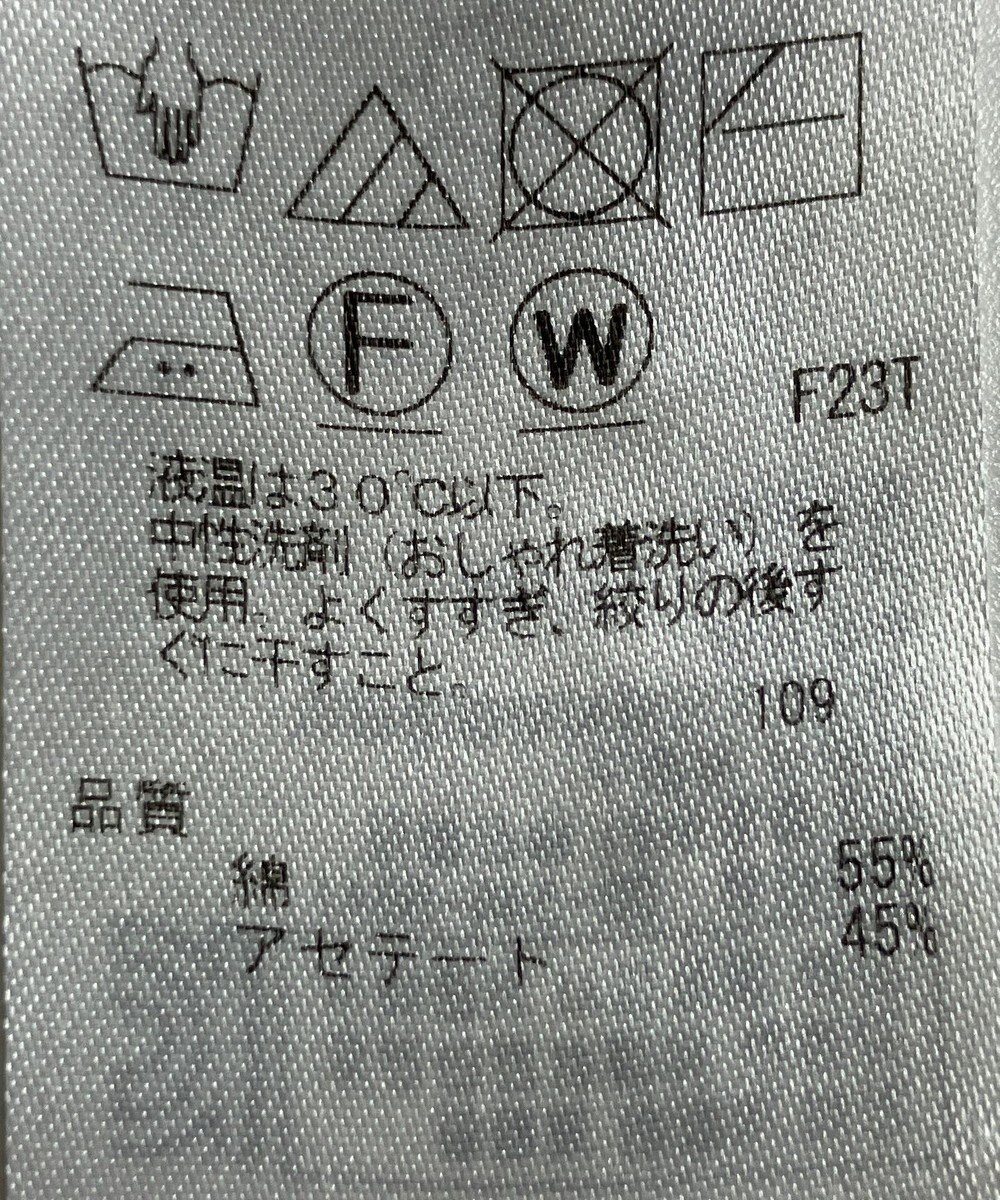 F W
F23T
液温は30℃以下。
中性洗剤（おしゃれ着洗い）を
使用。よくすすぎ、絞りの後す
ぐに干すこと。
109
品質
綿 55%
アセテート 45%